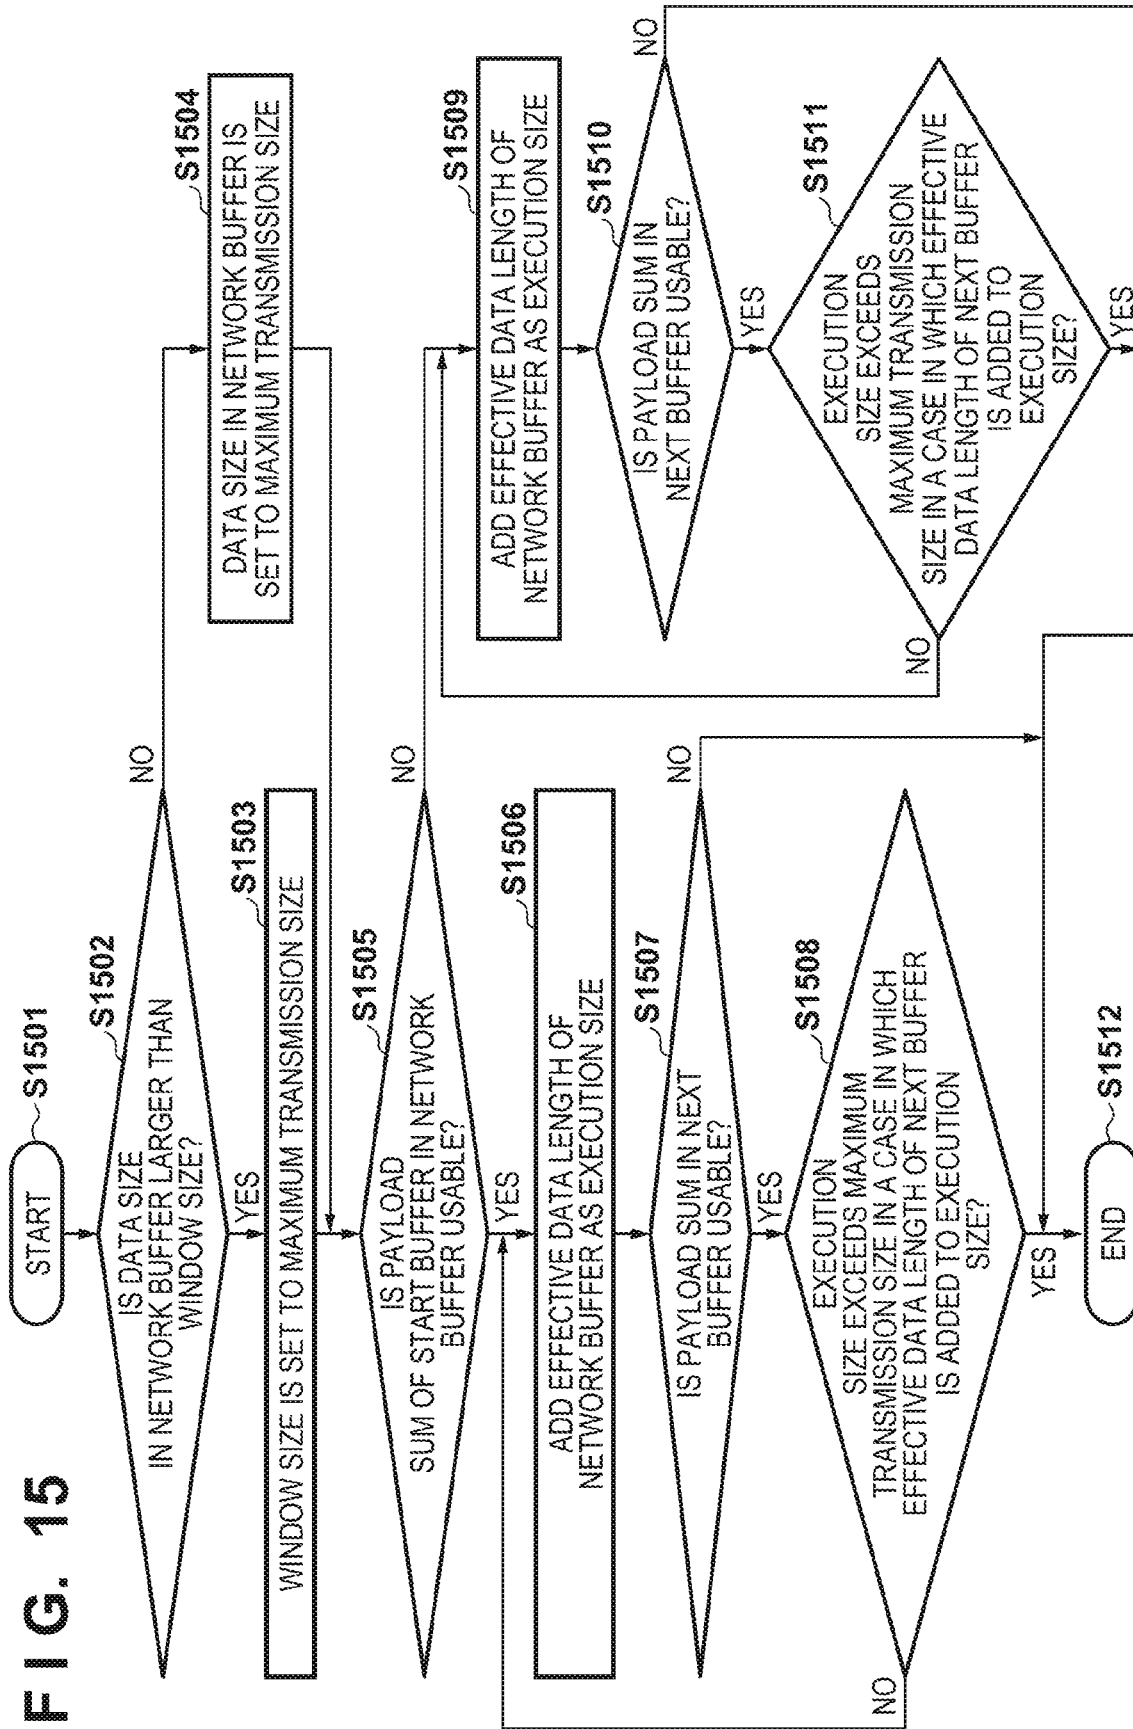 FIG. 15
START
S1501
IS DATA SIZE
IN NETWORK BUFFER LARGER THAN
WINDOW SIZE?
S1502
NO
YES
WINDOW SIZE IS SET TO MAXIMUM TRANSMISSION SIZE
S1503
DATA SIZE IN NETWORK BUFFER IS
SET TO MAXIMUM TRANSMISSION SIZE
S1504
IS PAYLOAD
SUM OF START BUFFER IN NETWORK
BUFFER USABLE?
S1505
NO
YES
ADD EFFECTIVE DATA LENGTH OF
NETWORK BUFFER AS EXECUTION SIZE
S1506
IS PAYLOAD SUM IN NEXT
BUFFER USABLE?
S1507
NO
YES
EXECUTION
SIZE EXCEEDS MAXIMUM
TRANSMISSION SIZE IN A CASE IN WHICH
EFFECTIVE DATA LENGTH OF NEXT BUFFER
IS ADDED TO EXECUTION
SIZE?
S1508
NO
YES
ADD EFFECTIVE DATA LENGTH OF
NETWORK BUFFER AS EXECUTION SIZE
S1509
IS PAYLOAD SUM IN
NEXT BUFFER USABLE?
S1510
NO
YES
EXECUTION
SIZE EXCEEDS
MAXIMUM TRANSMISSION
SIZE IN A CASE IN WHICH EFFECTIVE
DATA LENGTH OF NEXT BUFFER
IS ADDED TO
EXECUTION
SIZE?
S1511
NO
YES
END
S1512